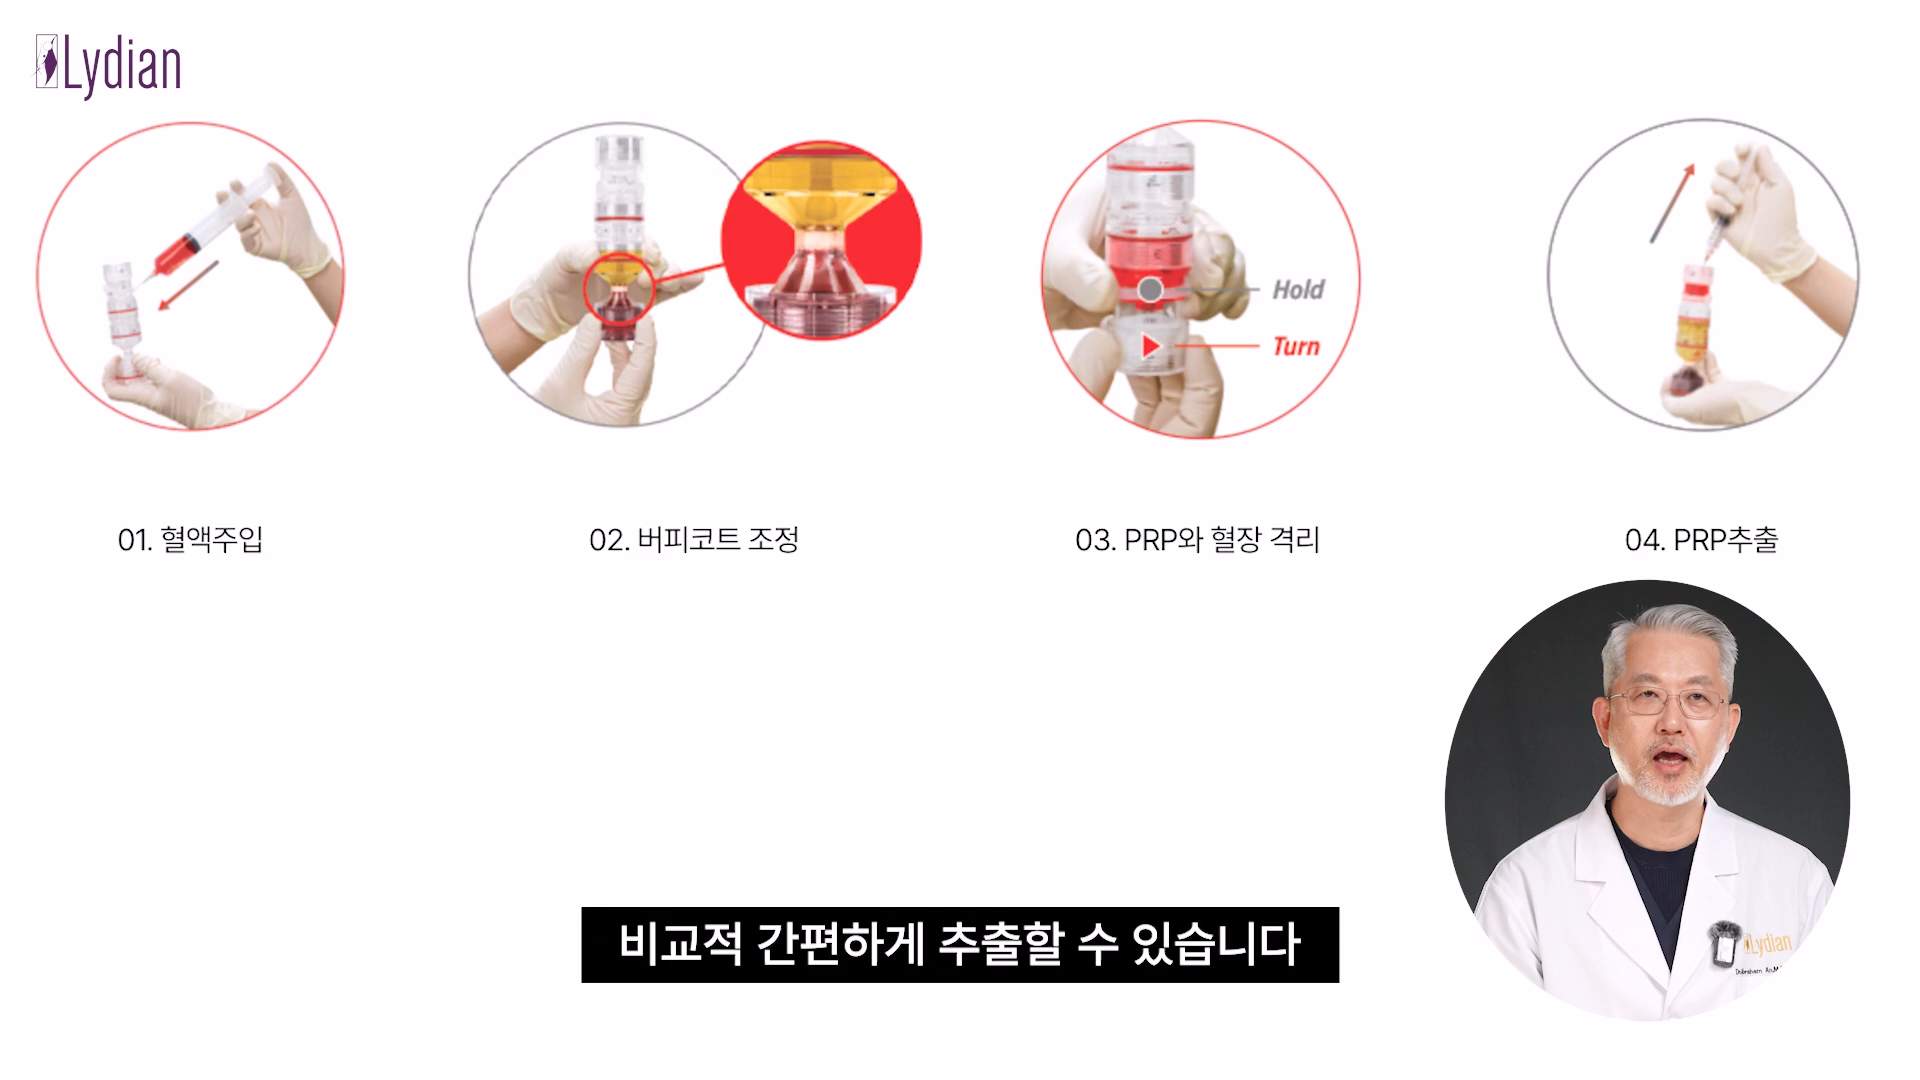 Lydian
Hold
Turn
01. 혈액주입
02. 버피코트 조정
03. PRP와 혈장 격리
04. PRP추출
Lydian
비교적 간편하게 추출할 수 있습니다